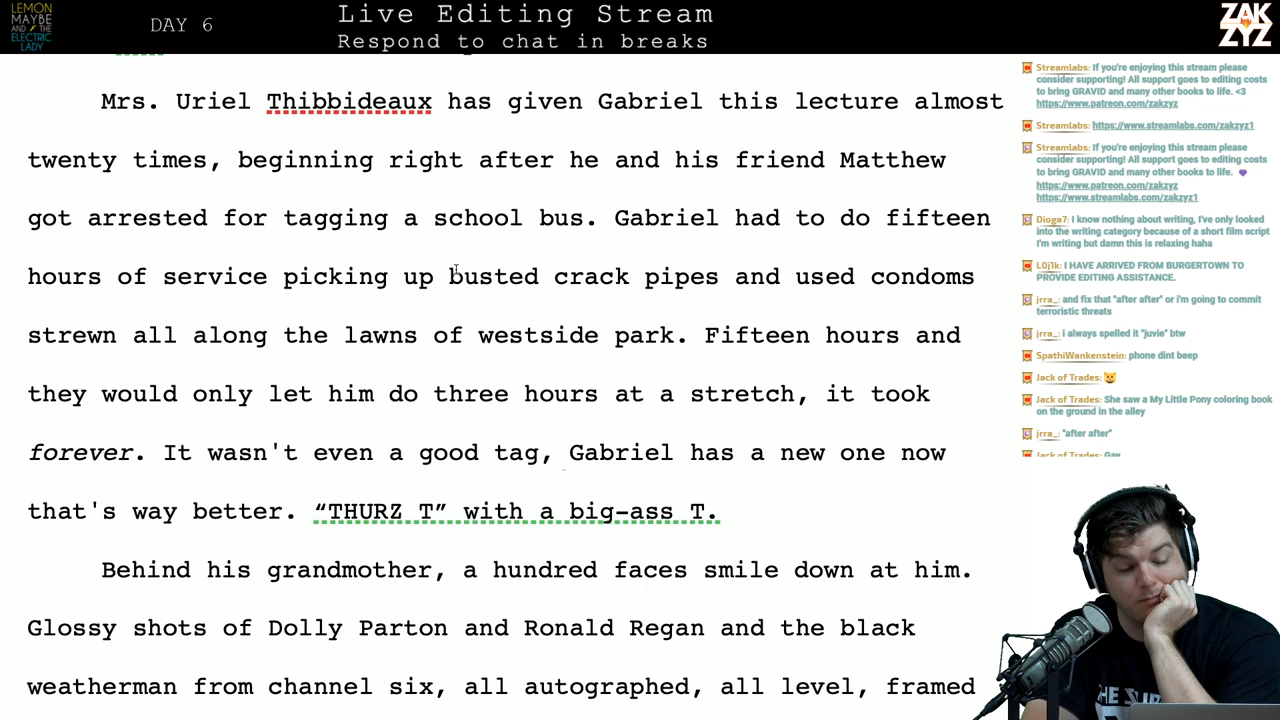 LEMON
MAYBE
AND THE
ELECTRIC
LADY
DAY 6
Live Editing Stream
Respond to chat in breaks
ZAK
ZYZ
Mrs. Uriel Thibbideaux has given Gabriel this lecture almost
twenty times, beginning right after he and his friend Matthew
got arrested for tagging a school bus. Gabriel had to do fifteen
hours of service picking up busted crack pipes and used condoms
strewn all along the lawns of westside park. Fifteen hours and
they would only let him do three hours at a stretch, it took
forever. It wasn't even a good tag, Gabriel has a new one now
that's way better. “THURZ T” with a big-ass T.
Behind his grandmother, a hundred faces smile down at him.
Glossy shots of Dolly Parton and Ronald Regan and the black
weatherman from channel six, all autographed, all level, framed
Streamlabs: If you're enjoying this stream please
consider supporting! All support goes to editing costs
to bring GRAVID and many other books to life. <3
https://www.patreon.com/zakzyz
Streamlabs: https://www.streamlabs.com/zakzyz1
Streamlabs: If you're enjoying this stream please
consider supporting! All support goes to editing costs
to bring GRAVID and many other books to life. 💜
https://www.patreon.com/zakzyz
https://www.streamlabs.com/zakzyz1
Dioga7: I know nothing about writing, I've only looked
into the writing category because of a short film script
I'm writing but damn this is relaxing haha
L0j1k: I HAVE ARRIVED FROM BURGERTOWN TO
PROVIDE EDITING ASSISTANCE.
jrra_: and fix that "after after" or i'm going to commit
terroristic threats
jrra_: i always spelled it "juvie" btw
SpathiWankenstein: phone dint beep
Jack of Trades: 😺
Jack of Trades: She saw a My Little Pony coloring book
on the ground in the alley
jrra_: "after after"
Jack of Trades: Gay